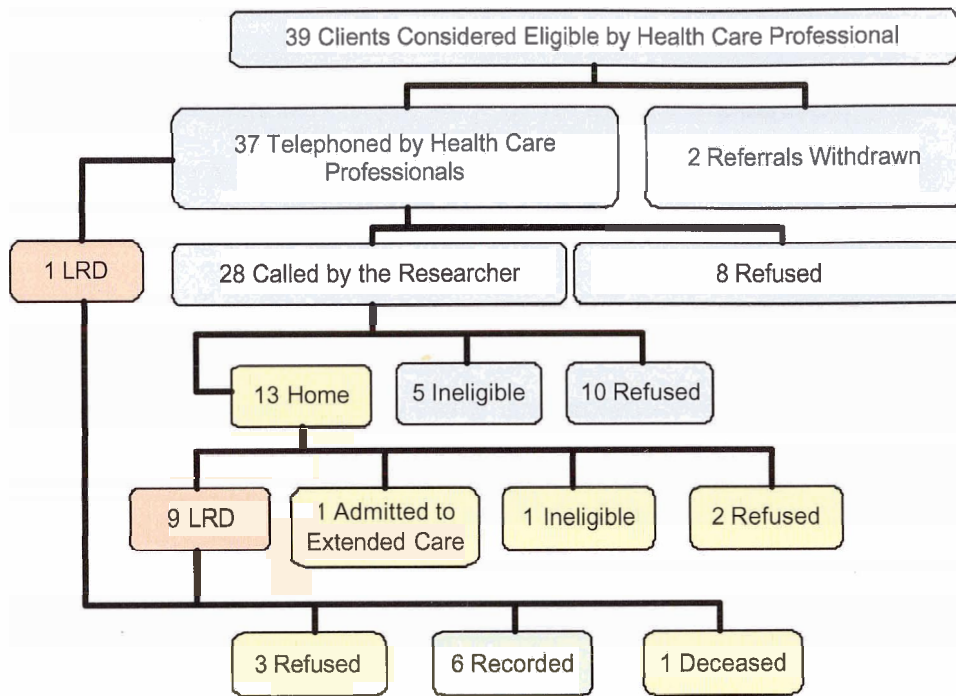 39 Clients Considered Eligible by Health Care Professional
37 Telephoned by Health Care
Professionals
2 Referrals Withdrawn
1 LRD
28 Called by the Researcher
8 Refused
13 Home
5 Ineligible
10 Refused
9 LRD
1 Admitted to
Extended Care
1 Ineligible
2 Refused
3 Refused
6 Recorded
1 Deceased